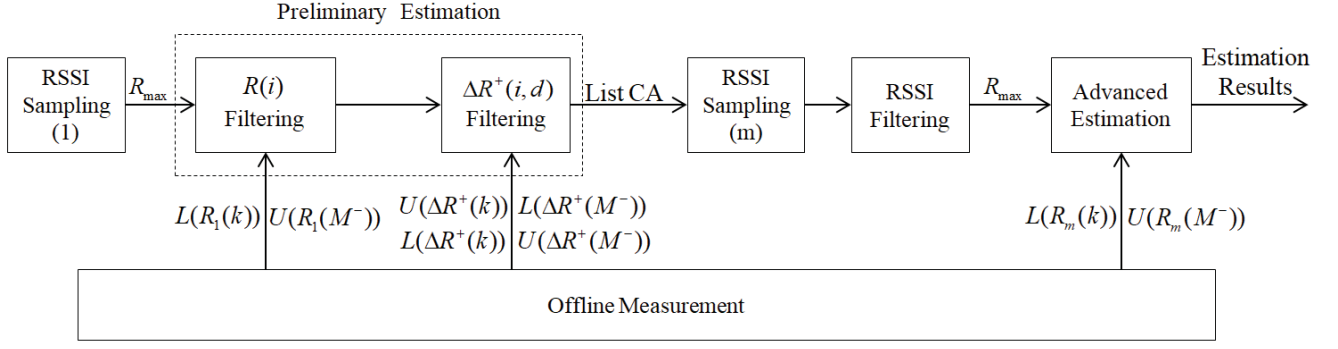 Preliminary Estimation
RSSI
Sampling
(1)
R_max
R(i)
Filtering
ΔR⁺(i, d)
Filtering
List CA
RSSI
Sampling
(m)
RSSI
Filtering
R_max
Advanced
Estimation
Estimation
Results
L(R₁(k)) U(R₁(M⁻))
U(ΔR⁺(k)) L(ΔR⁺(M⁻))
L(ΔR⁺(k)) U(ΔR⁺(M⁻))
L(R_m(k)) U(R_m(M⁻))
Offline Measurement